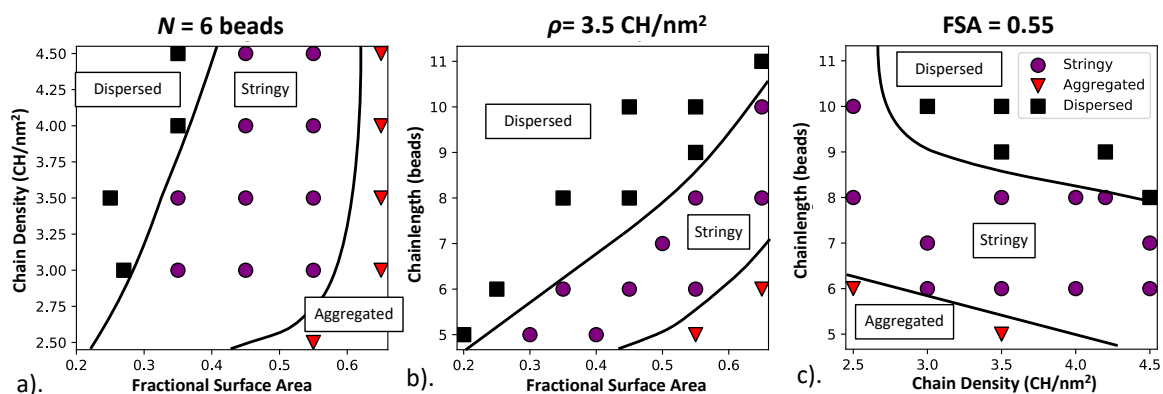 N = 6 beads
4.50
4.25
4.00
3.75
3.50
3.25
3.00
2.75
2.50
Chain Density (CH/nm²)
Dispersed
Stringy
Aggregated
0.2 0.3 0.4 0.5 0.6
Fractional Surface Area
a).
ρ= 3.5 CH/nm²
11
10
9
8
7
6
5
Chainlength (beads)
Dispersed
Stringy
0.2 0.3 0.4 0.5 0.6
Fractional Surface Area
b).
FSA = 0.55
11
10
9
8
7
6
5
Chainlength (beads)
Dispersed
Stringy
Aggregated
Dispersed
Stringy
Aggregated
2.5 3.0 3.5 4.0 4.5
Chain Density (CH/nm²)
c).